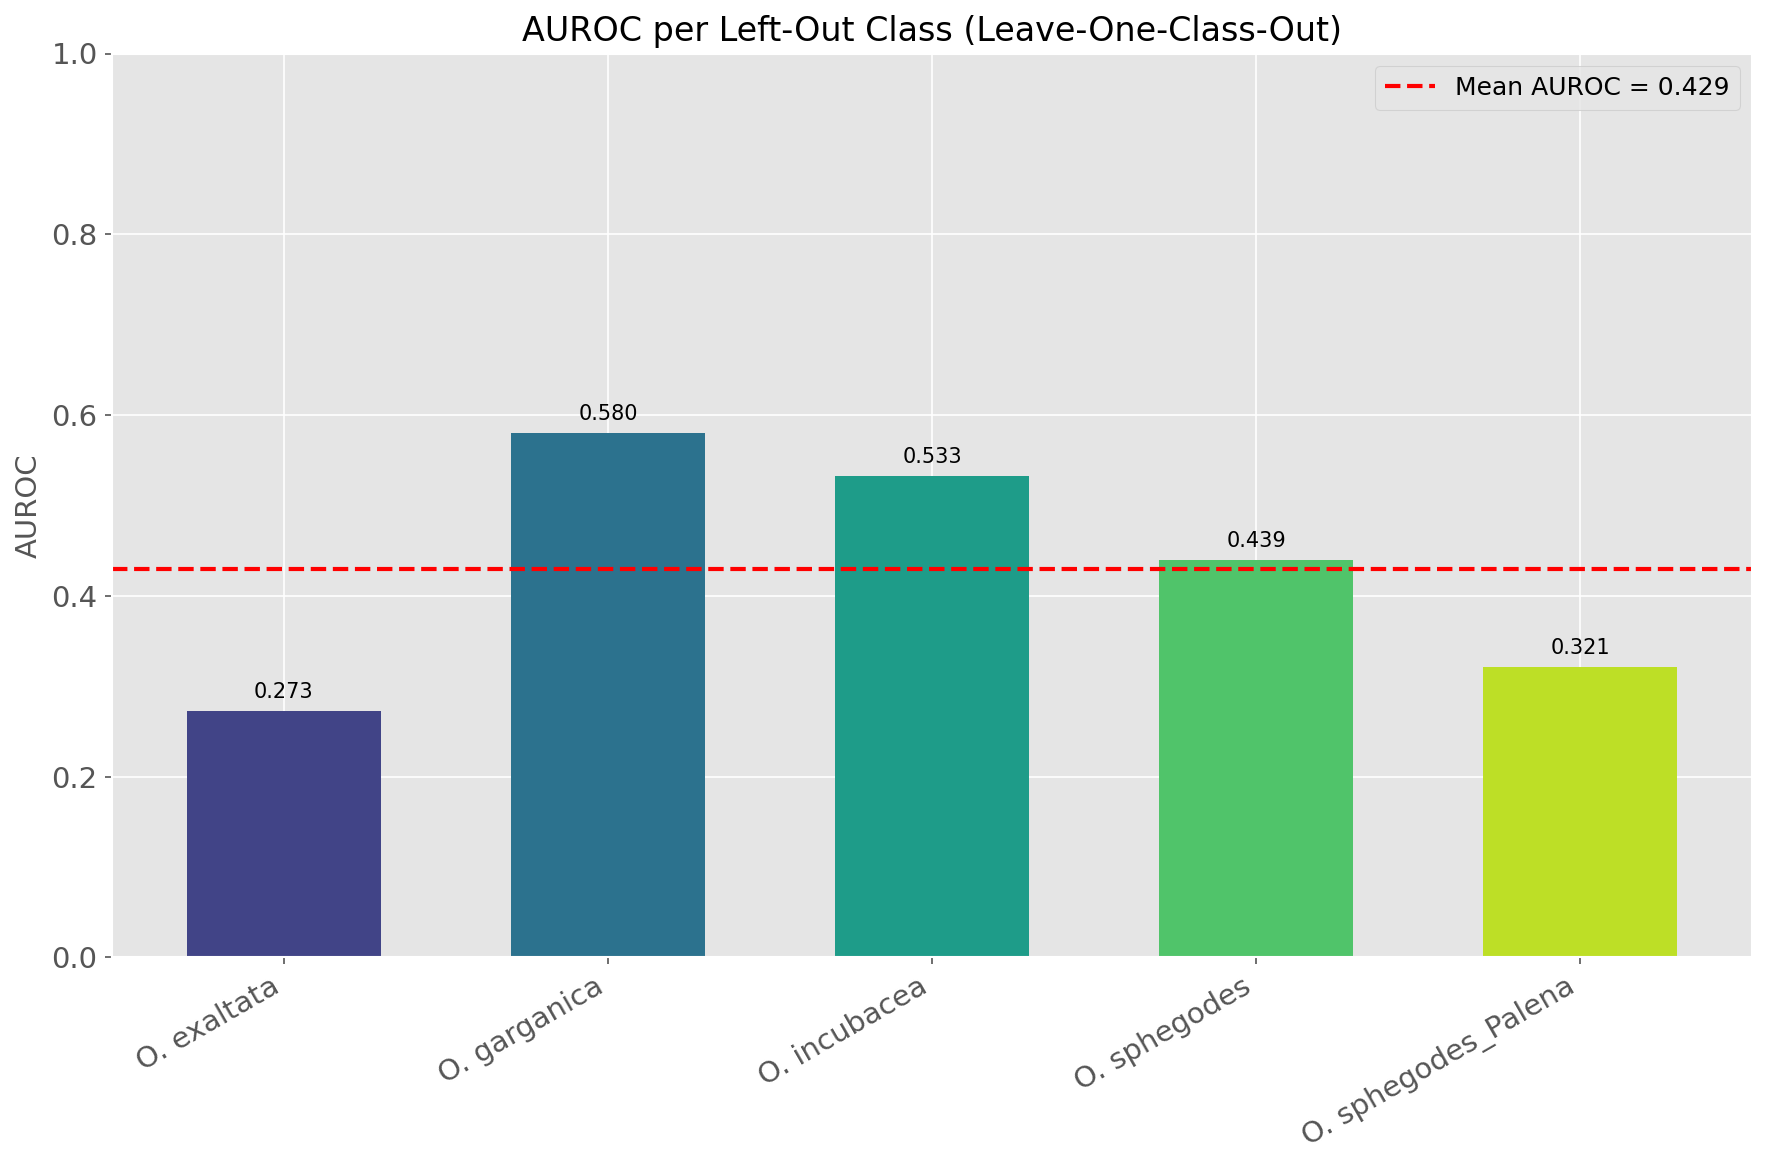 AUROC per Left-Out Class (Leave-One-Class-Out)
Mean AUROC = 0.429
AUROC
1.0
0.8
0.6
0.4
0.2
0.0
0.273
0.580
0.533
0.439
0.321
O. exaltata
O. garganica
O. incubacea
O. sphegodes
O. sphegodes_Palena